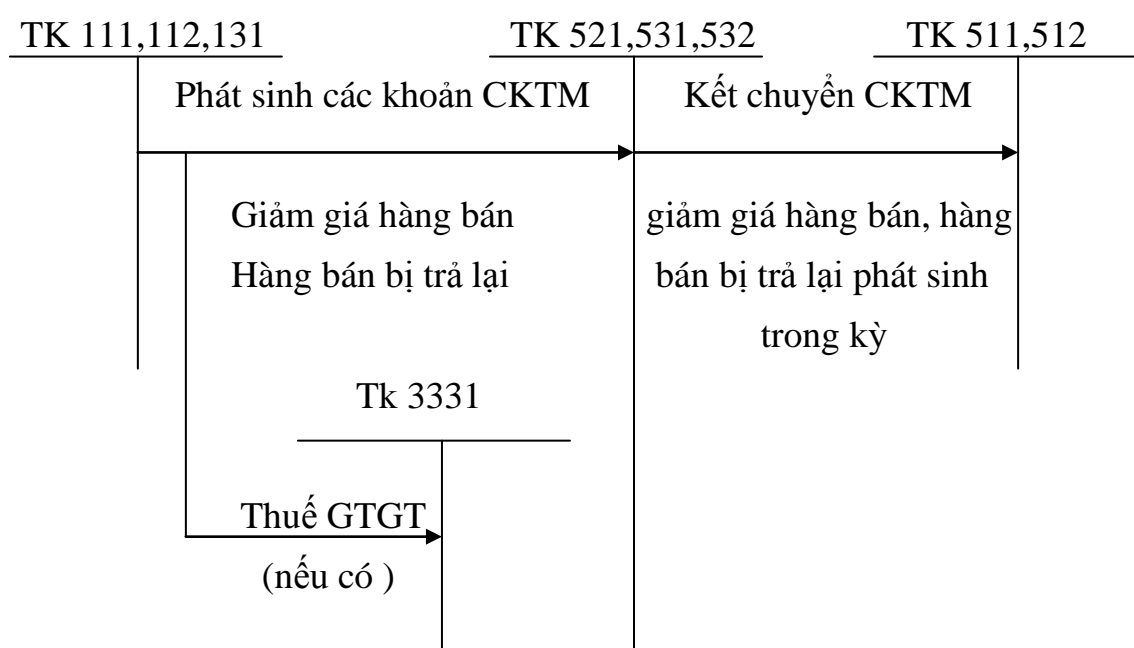 TK 111,112,131 TK 521,531,532 TK 511,512
Phát sinh các khoản CKTM Kết chuyển CKTM
Giảm giá hàng bán giảm giá hàng bán, hàng
Hàng bán bị trả lại bán bị trả lại phát sinh
trong kỳ
Tk 3331
Thuế GTGT
(nếu có )